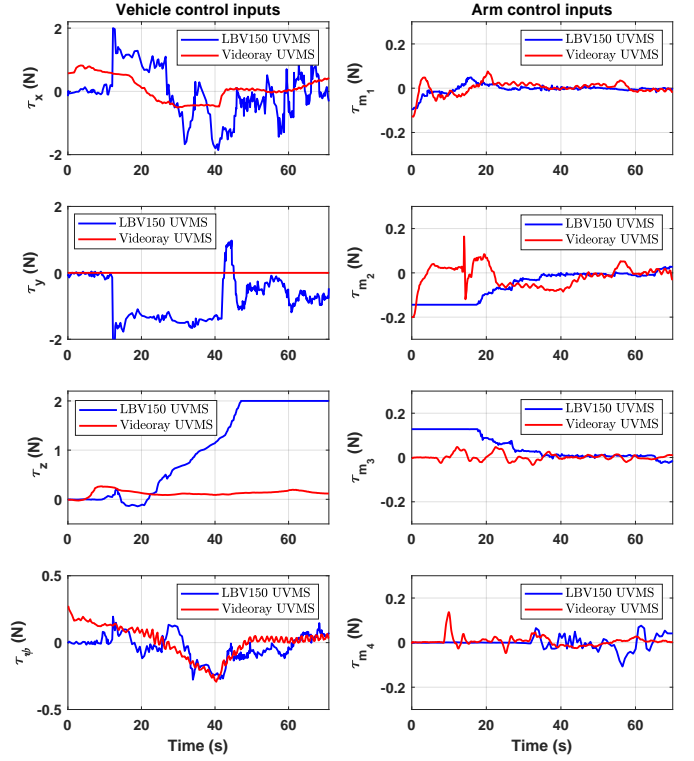 Vehicle control inputs
τx (N)
2
0
-2
LBV150 UVMS
Videoray UVMS
0 20 40 60
τy (N)
2
0
-2
LBV150 UVMS
Videoray UVMS
0 20 40 60
τz (N)
2
1
0
LBV150 UVMS
Videoray UVMS
0 20 40 60
τψ (N)
0.5
0
-0.5
LBV150 UVMS
Videoray UVMS
0 20 40 60
Time (s)
Arm control inputs
τm1 (N)
0.2
0
-0.2
LBV150 UVMS
Videoray UVMS
0 20 40 60
τm2 (N)
0.2
0
-0.2
LBV150 UVMS
Videoray UVMS
0 20 40 60
τm3 (N)
0.2
0
-0.2
LBV150 UVMS
Videoray UVMS
0 20 40 60
τm4 (N)
0.2
0
-0.2
LBV150 UVMS
Videoray UVMS
0 20 40 60
Time (s)